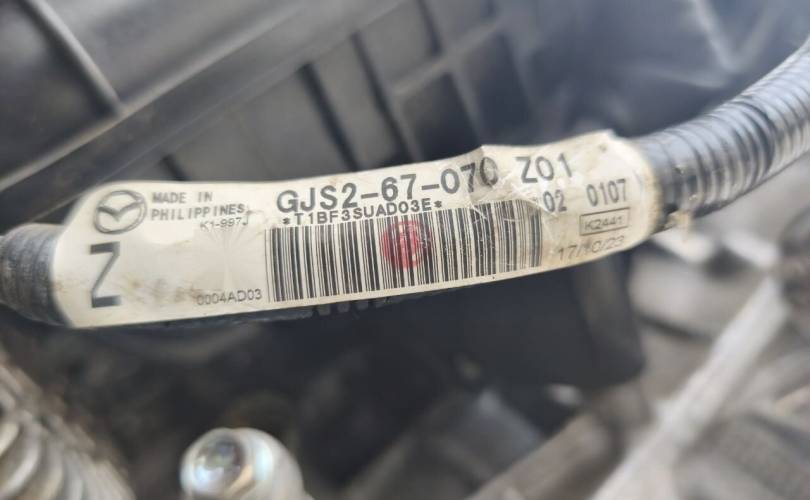 MADE IN
PHILIPPINES
K1-997J
Z
0004AD03
GJS2-67-070 Z01
*T1BF3SUAD03E*
02 0107
K2441
17/10/23